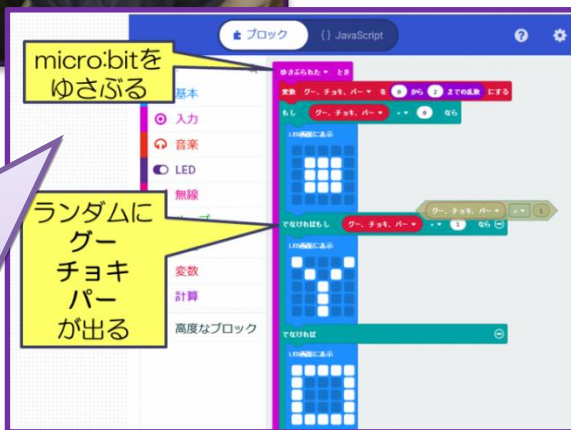 ブロック
{ } JavaScript
micro:bitを
ゆさぶる
基本
入力
音楽
LED
無線
ランダムに
グー
チョキ
パー
が出る
変数
計算
高度なブロック
ゆさぶられた とき
変数 グー、チョキ、パー を 0 から 2 までの乱数 にする
もし グー、チョキ、パー = 0 なら
LED画面に表示
グー、チョキ、パー = 1
でなければもし グー、チョキ、パー = 1 なら
LED画面に表示
でなければ
LED画面に表示